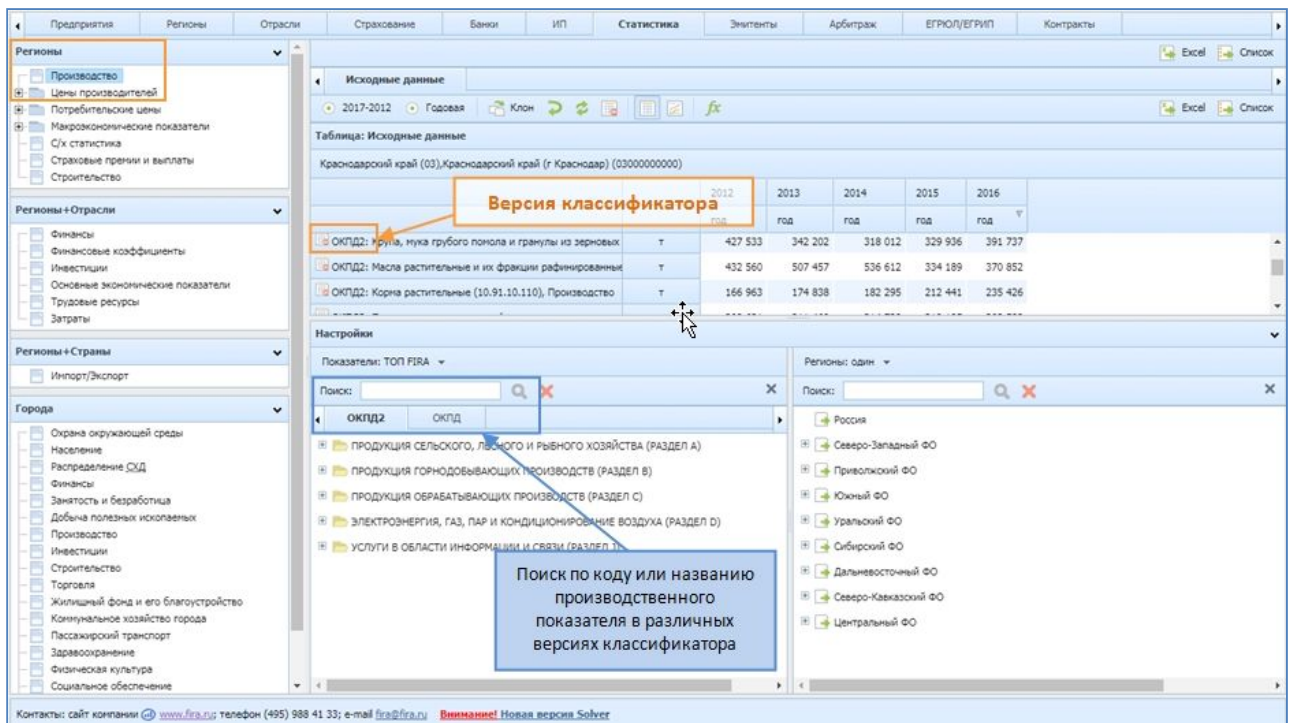 Предприятия Регионы Отрасли Страхование Банки ИП Статистика Эмитенты Арбитраж ЕГРЮЛ/ЕГРИП Контракты
Регионы
Производство
Цены производителей
Потребительские цены
Макроэкономические показатели
С/х статистика
Страховые премии и выплаты
Строительство
Регионы+Отрасли
Финансы
Финансовые коэффициенты
Инвестиции
Основные экономические показатели
Трудовые ресурсы
Затраты
Регионы+Страны
Импорт/Экспорт
Города
Охрана окружающей среды
Население
Распределение СХД
Финансы
Занятость и безработица
Добыча полезных ископаемых
Производство
Инвестиции
Строительство
Торговля
Жилищный фонд и его благоустройство
Коммунальное хозяйство города
Пассажирский транспорт
Здравоохранение
Физическая культура
Социальное обеспечение
Excel Список
Исходные данные
2017-2012 Годовая Клон fx Excel Список
Таблица: Исходные данные
Краснодарский край (03),Краснодарский край (г Краснодар) (03000000000)
2012 2013 2014 2015 2016
год год год год год
Версия классификатора
ОКПД2: Крупа, мука грубого помола и гранулы из зерновых т 427 533 342 202 318 012 329 936 391 737
ОКПД2: Масла растительные и их фракции рафинированные т 432 560 507 457 536 612 334 189 370 852
ОКПД2: Корма растительные (10.91.10.110), Производство т 166 963 174 838 182 295 212 441 235 426
Настройки
Показатели: ТОП FIRA
Поиск:
ОКПД2 ОКПД
ПРОДУКЦИЯ СЕЛЬСКОГО, ЛЕСНОГО И РЫБНОГО ХОЗЯЙСТВА (РАЗДЕЛ A)
ПРОДУКЦИЯ ГОРНОДОБЫВАЮЩИХ ПРОИЗВОДСТВ (РАЗДЕЛ B)
ПРОДУКЦИЯ ОБРАБАТЫВАЮЩИХ ПРОИЗВОДСТВ (РАЗДЕЛ C)
ЭЛЕКТРОЭНЕРГИЯ, ГАЗ, ПАР И КОНДИЦИОНИРОВАНИЕ ВОЗДУХА (РАЗДЕЛ D)
УСЛУГИ В ОБЛАСТИ ИНФОРМАЦИИ И СВЯЗИ (РАЗДЕЛ J)
Поиск по коду или названию
производственного
показателя в различных
версиях классификатора
Регионы: один
Поиск:
Россия
Северо-Западный ФО
Приволжский ФО
Южный ФО
Уральский ФО
Сибирский ФО
Дальневосточный ФО
Северо-Кавказский ФО
Центральный ФО
Контакты: сайт компании www.fira.ru; телефон (495) 988 41 33; e-mail fira@fira.ru Внимание! Новая версия Solver